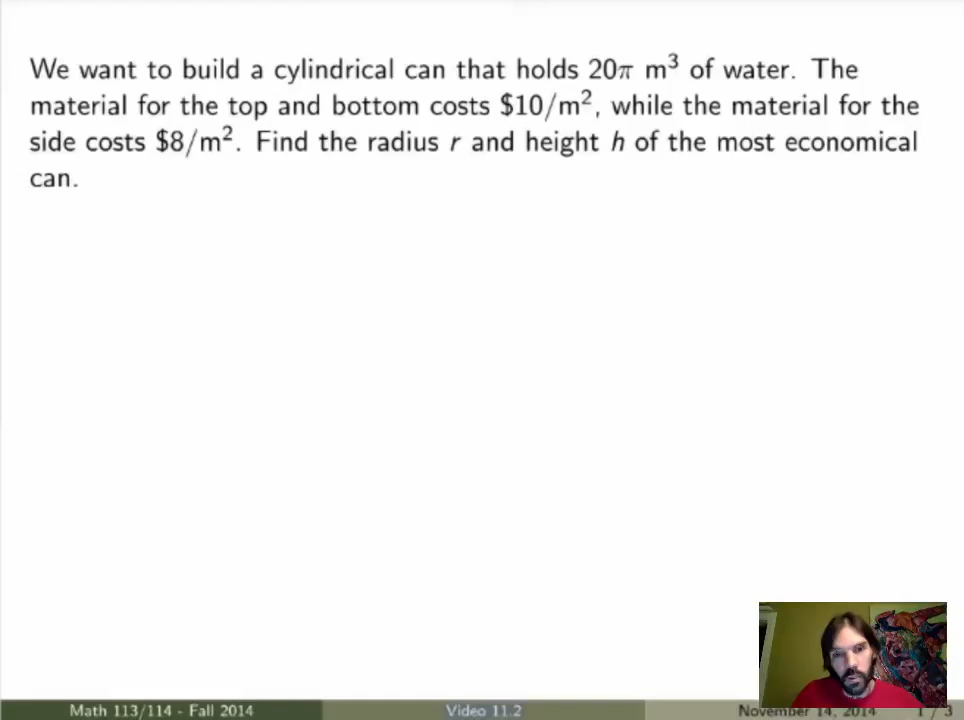 We want to build a cylindrical can that holds 20π m³ of water. The
material for the top and bottom costs $10/m², while the material for the
side costs $8/m². Find the radius r and height h of the most economical
can.
Math 113/114 - Fall 2014
Video 11.2
November 14, 2014
1 / 3